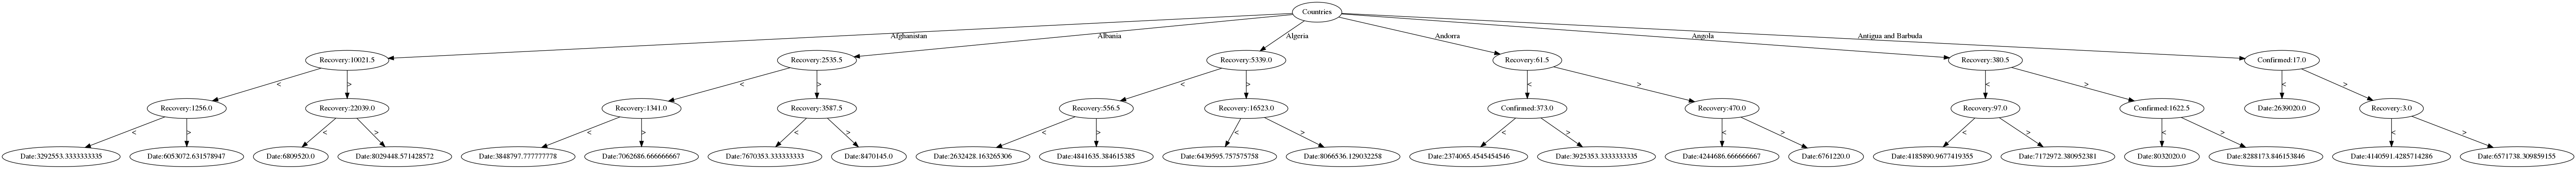 Countries
Afghanistan
Albania
Algeria
Andorra
Angola
Antigua and Barbuda
Recovery:10021.5
Recovery:2535.5
Recovery:5339.0
Recovery:61.5
Recovery:380.5
Confirmed:17.0
<
>
<
>
<
>
<
>
<
>
<
>
Recovery:1256.0
Recovery:22039.0
Recovery:1341.0
Recovery:3587.5
Recovery:556.5
Recovery:16523.0
Confirmed:373.0
Recovery:470.0
Recovery:97.0
Confirmed:1622.5
Date:2639020.0
Recovery:3.0
<
>
<
>
<
>
<
>
<
>
<
>
<
>
<
>
<
>
<
>
<
>
Date:3292553.3333333335
Date:6053072.631578947
Date:6809520.0
Date:8029448.571428572
Date:3848797.777777778
Date:7062686.666666667
Date:7670353.333333333
Date:8470145.0
Date:2632428.163265306
Date:4841635.384615385
Date:6439595.757575758
Date:8066536.129032258
Date:2374065.4545454546
Date:3925353.3333333335
Date:4244686.666666667
Date:6761220.0
Date:4185890.9677419355
Date:7172972.380952381
Date:8032020.0
Date:8288173.846153846
Date:4140591.4285714286
Date:6571738.309859155